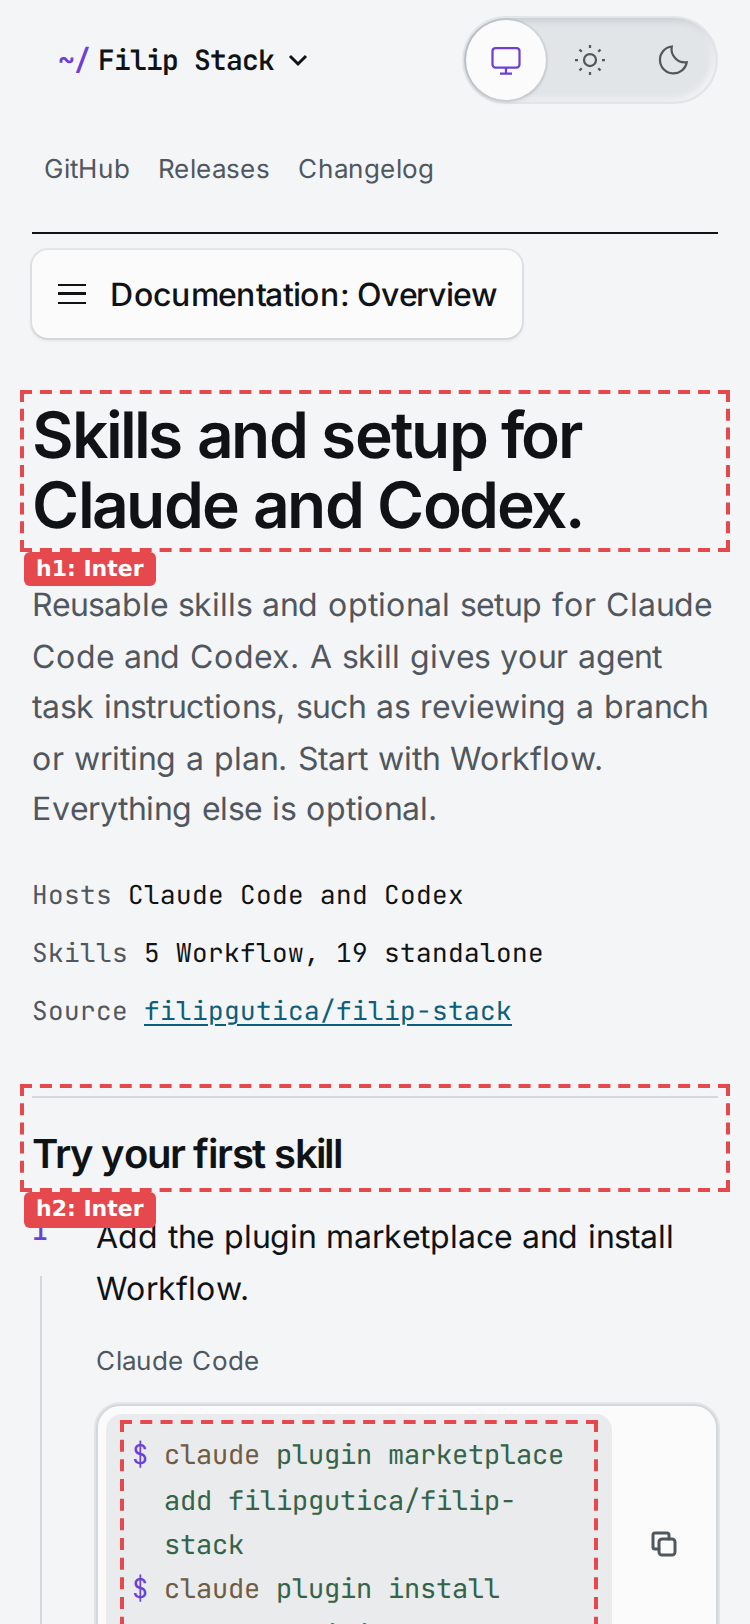 ~/ Filip Stack
GitHub Releases Changelog
Documentation: Overview
Skills and setup for
Claude and Codex.
h1: Inter
Reusable skills and optional setup for Claude
Code and Codex. A skill gives your agent
task instructions, such as reviewing a branch
or writing a plan. Start with Workflow.
Everything else is optional.
Hosts Claude Code and Codex
Skills 5 Workflow, 19 standalone
Source filipgutica/filip-stack
Try your first skill
h2: Inter
1 Add the plugin marketplace and install
Workflow.
Claude Code
$ claude plugin marketplace
add filipgutica/filip-
stack
$ claude plugin install